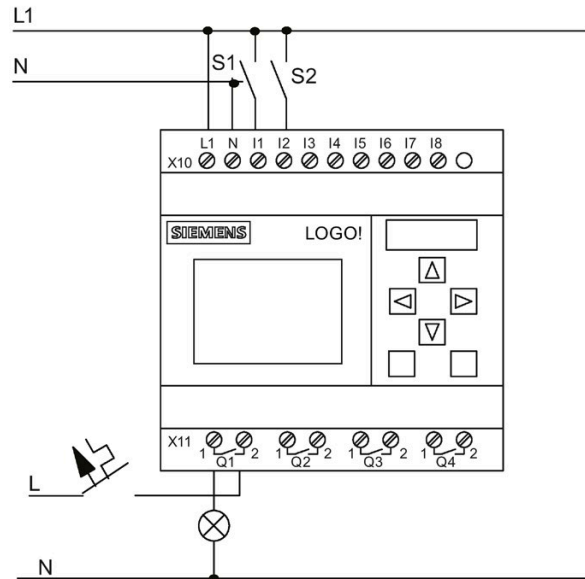 L1
N
S1
S2
L1 N I1 I2 I3 I4 I5 I6 I7 I8
X10
SIEMENS
LOGO!
X11
1 2 1 2 1 2 1 2
Q1 Q2 Q3 Q4
L
N